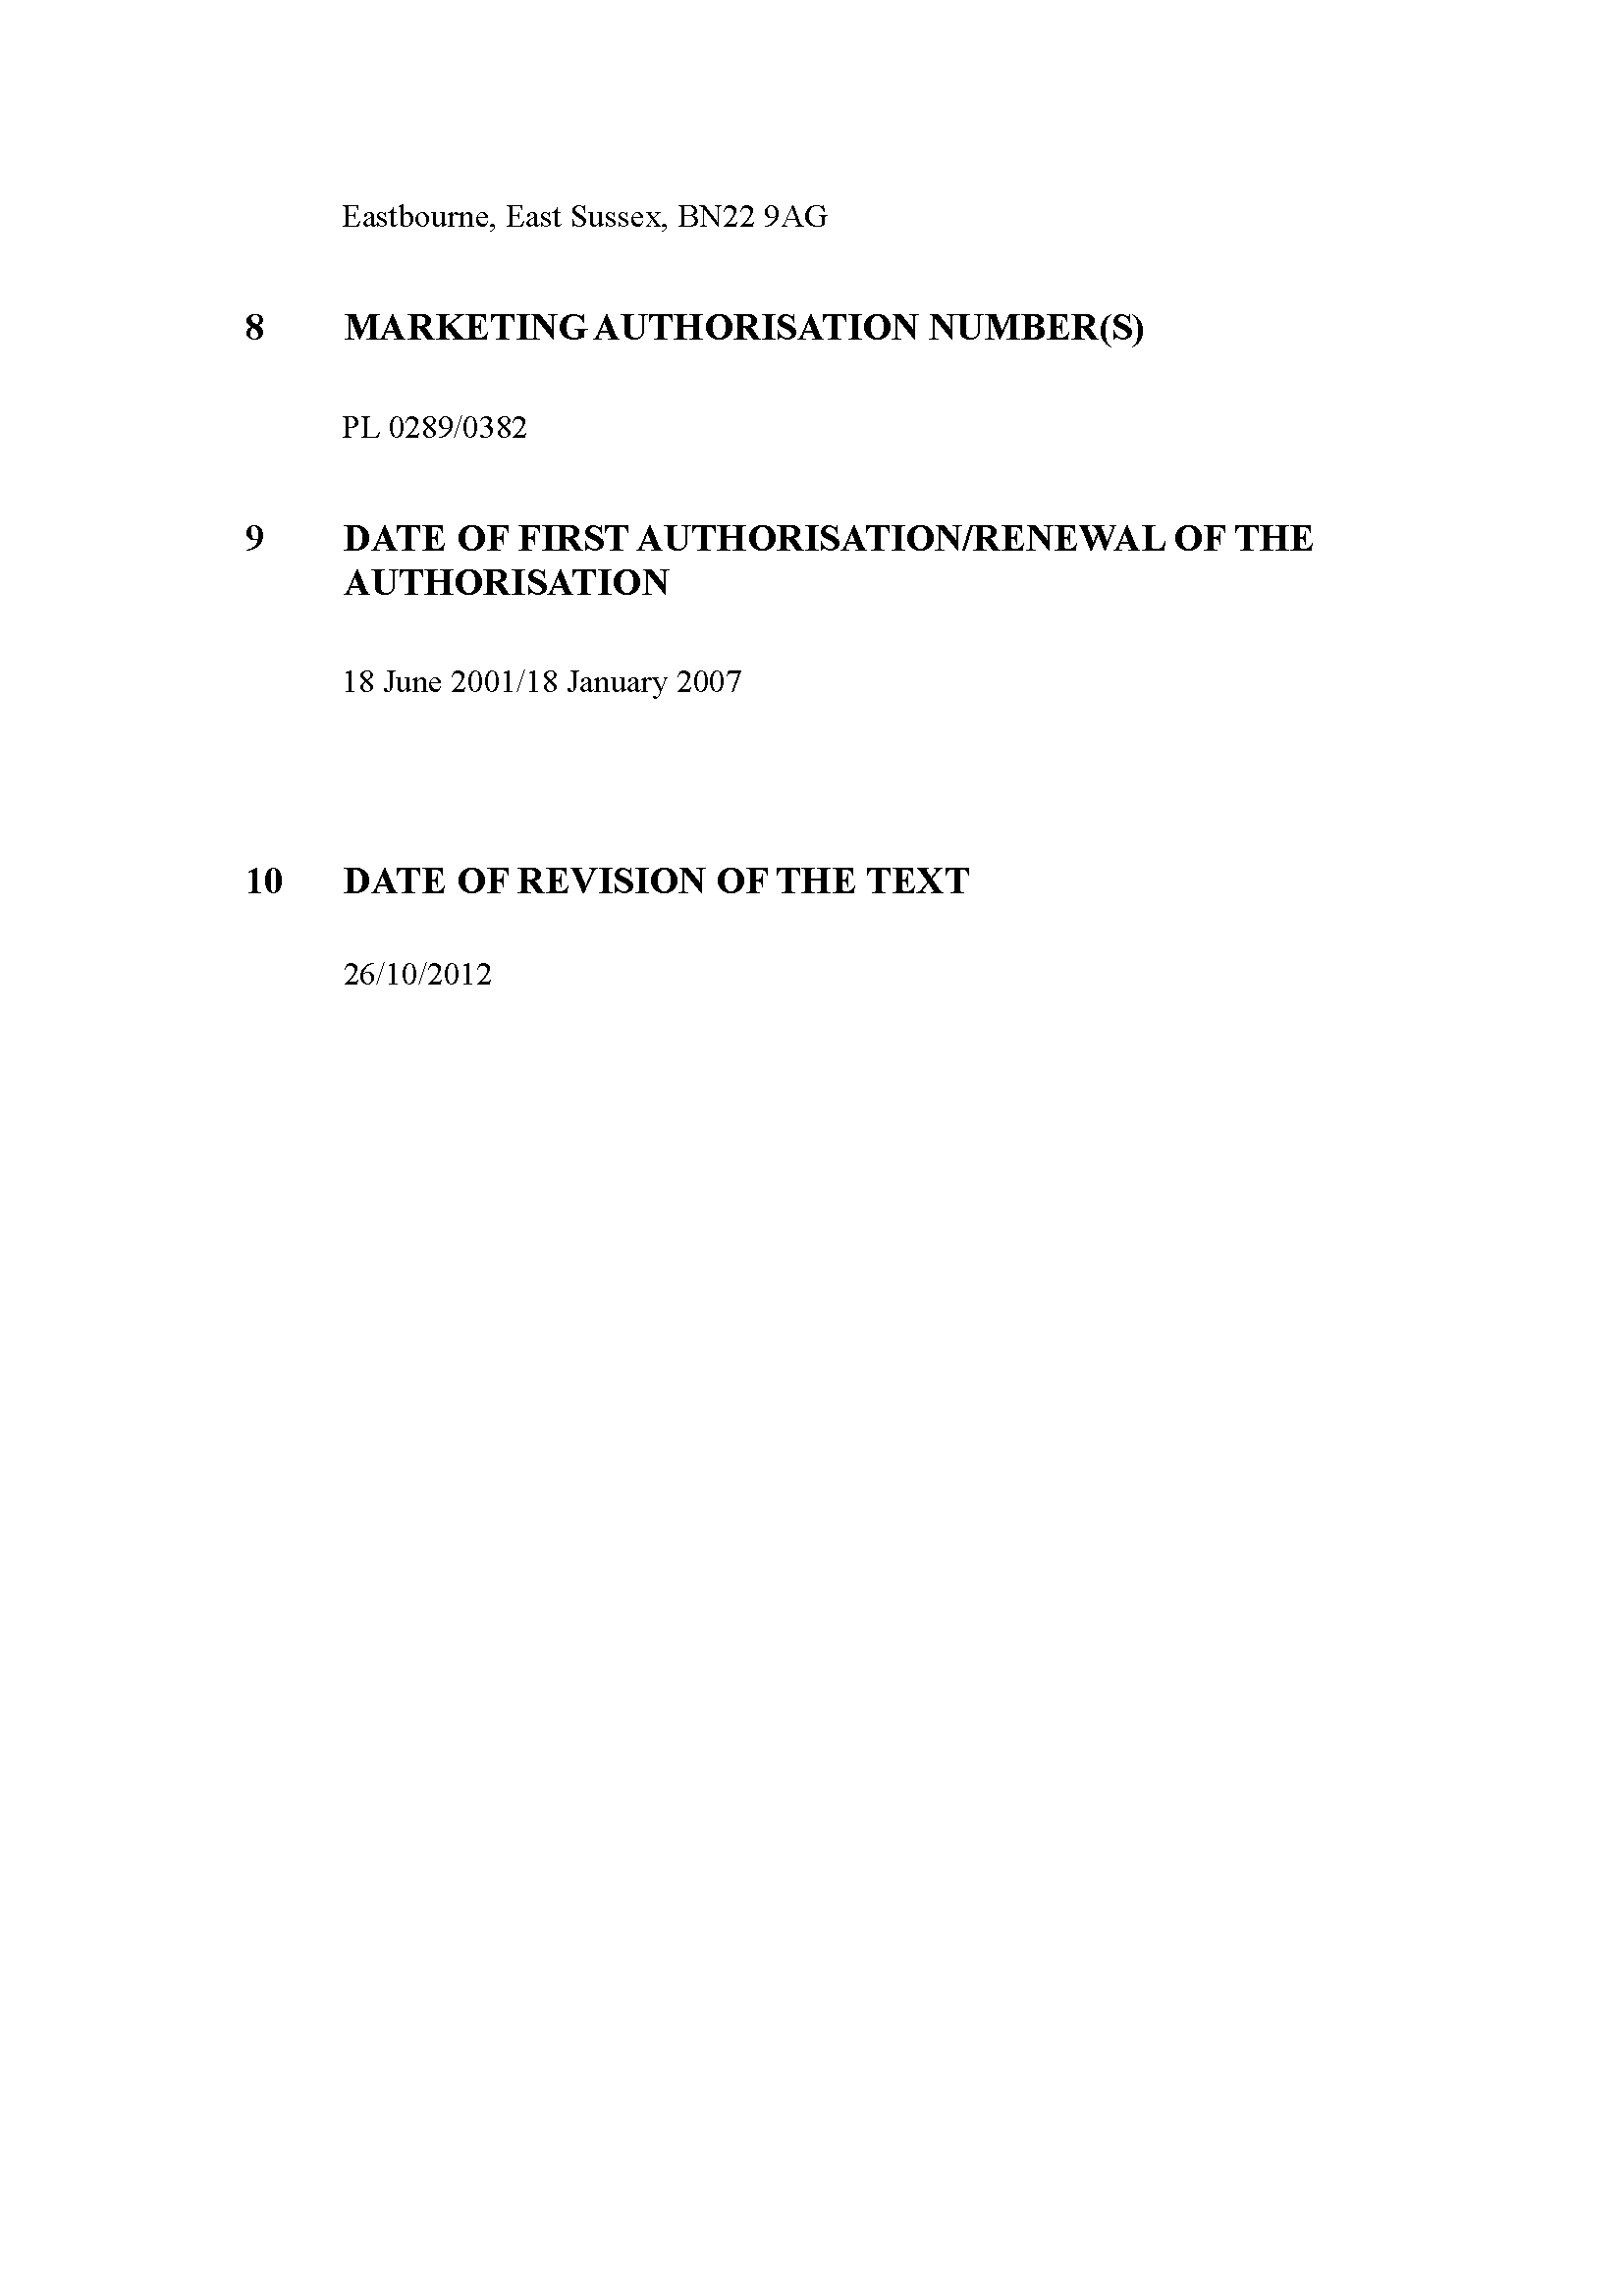 Eastbourne, East Sussex, BN22 9AG
8 MARKETING AUTHORISATION NUMBER(S)
PL 0289/0382
9 DATE OF FIRST AUTHORISATION/RENEWAL OF THE
AUTHORISATION
18 June 2001/18 January 2007
10 DATE OF REVISION OF THE TEXT
26/10/2012